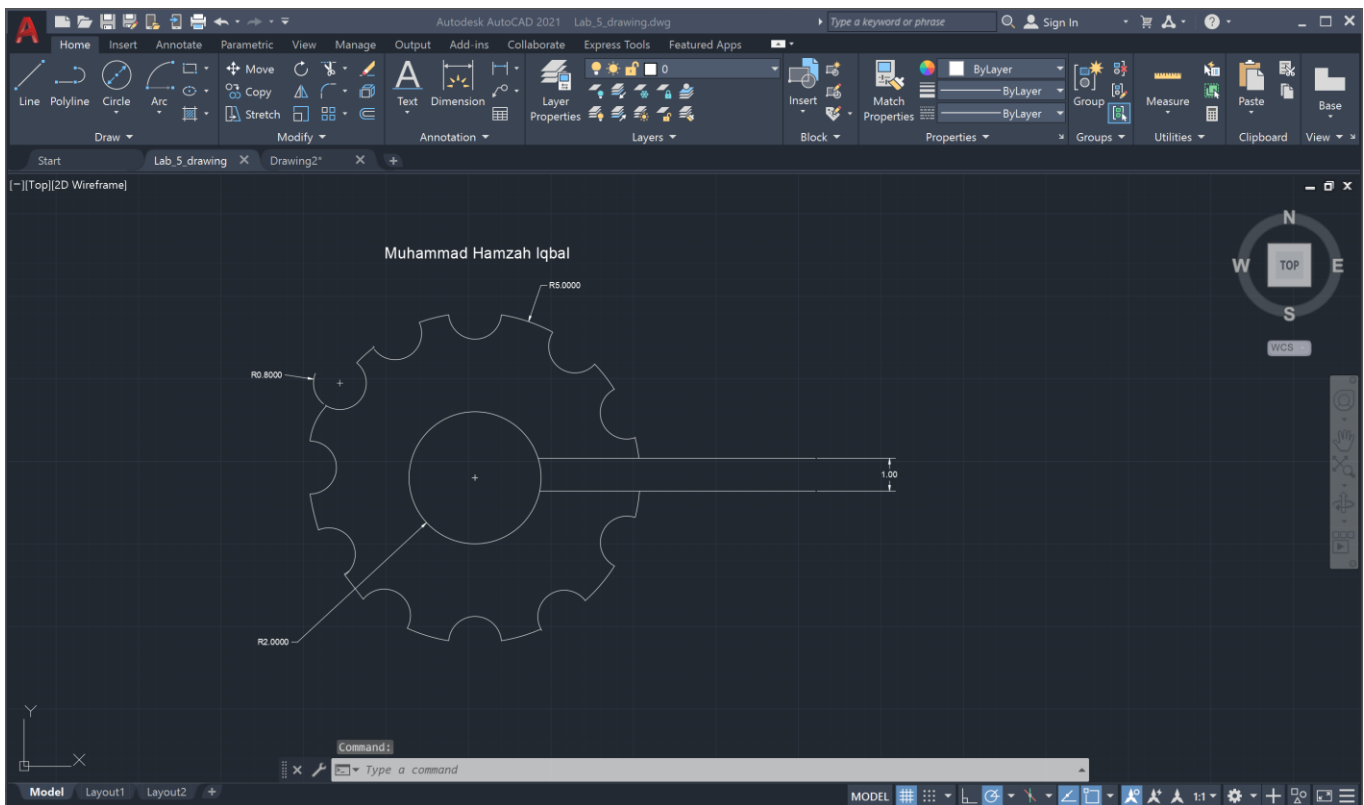 Autodesk AutoCAD 2021 Lab_5_drawing.dwg
Type a keyword or phrase
Sign In
Home Insert Annotate Parametric View Manage Output Add-ins Collaborate Express Tools Featured Apps
Line Polyline Circle Arc
Draw
Move
Copy
Stretch
Modify
Text Dimension
Annotation
Layer Properties
0
Layers
Insert
Block
Match Properties
ByLayer
ByLayer
ByLayer
Properties
Group
Groups
Measure
Utilities
Paste
Clipboard
Base
View
Start Lab_5_drawing Drawing2*
[−][Top][2D Wireframe]
N
W TOP E
S
WCS
Muhammad Hamzah Iqbal
R5.0000
R0.8000
1.00
R2.0000
Y
X
Command:
Type a command
Model Layout1 Layout2 +
MODEL 1:1